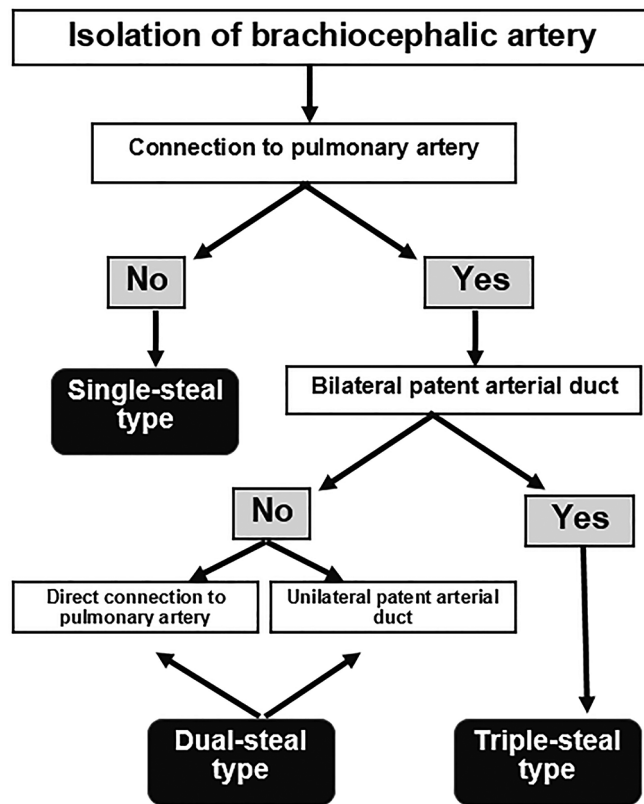 Isolation of brachiocephalic artery
Connection to pulmonary artery
No
Yes
Single-steal
type
Bilateral patent arterial duct
No
Yes
Direct connection to
pulmonary artery
Unilateral patent arterial
duct
Dual-steal
type
Triple-steal
type